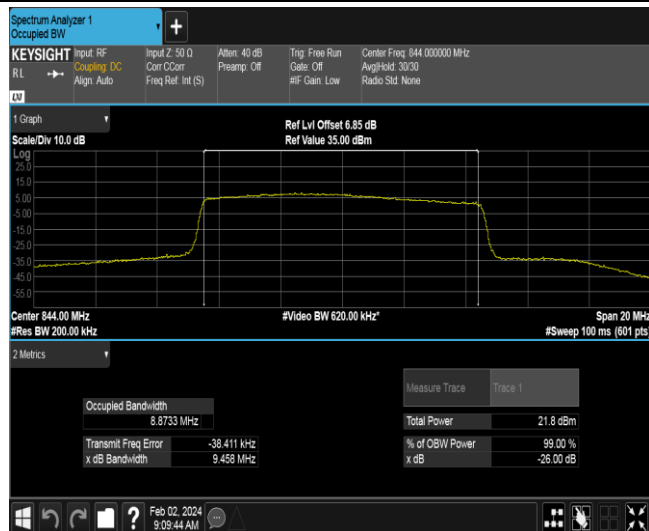 Spectrum Analyzer 1
Occupied BW
+
KEYSIGHT Input: RF Input Z: 50 Ω Atten: 40 dB Trig: Free Run Center Freq: 844.000000 MHz
RL Coupling: DC Corr CCorr Preamp: Off Gate: Off Avg|Hold: 30/30
Align: Auto Freq Ref: Int (S) #IF Gain: Low Radio Std: None
LXI
1 Graph
Ref Lvl Offset 6.85 dB
Scale/Div 10.0 dB Ref Value 35.00 dBm
Log
25.0
15.0
5.00
-5.00
-15.0
-25.0
-35.0
-45.0
-55.0
Center 844.00 MHz #Video BW 620.00 kHz* Span 20 MHz
#Res BW 200.00 kHz #Sweep 100 ms (601 pts)
2 Metrics
Measure Trace Trace 1
Occupied Bandwidth
8.8733 MHz
Total Power 21.8 dBm
Transmit Freq Error -38.411 kHz % of OBW Power 99.00 %
x dB Bandwidth 9.458 MHz x dB -26.00 dB
? Feb 02, 2024
9:09:44 AM